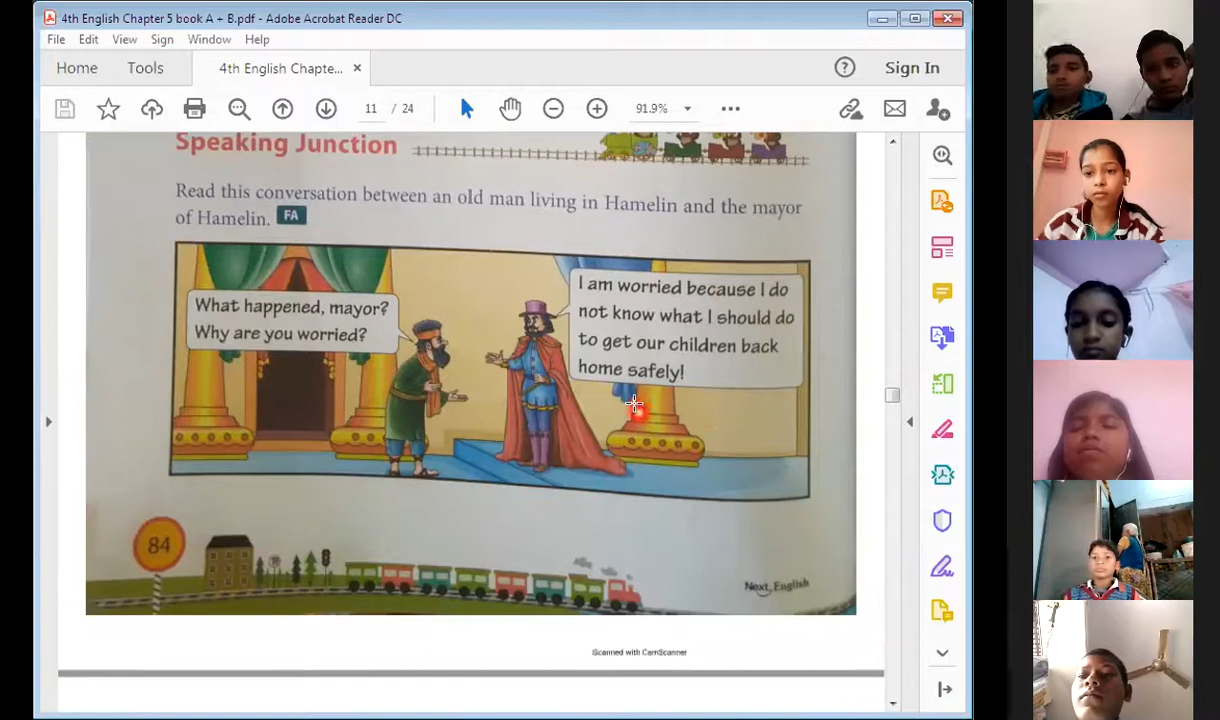 4th English Chapter 5 book A + B.pdf - Adobe Acrobat Reader DC
File Edit View Sign Window Help
Home Tools 4th English Chapte... × Sign In
11 / 24 91.9%
Speaking Junction
Read this conversation between an old man living in Hamelin and the mayor
of Hamelin. FA
What happened, mayor?
Why are you worried?
I am worried because I do
not know what I should do
to get our children back
home safely!
84
Next, English
Scanned with CamScanner